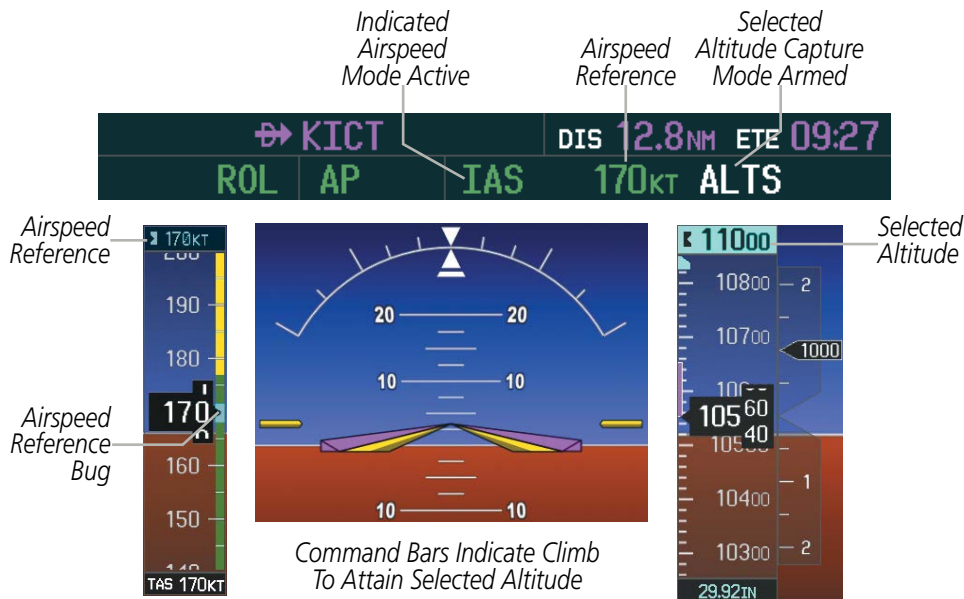 Indicated
Airspeed
Mode Active
Airspeed
Reference
Selected
Altitude Capture
Mode Armed
KICT DIS 12.8NM ETE 09:27
ROL AP IAS 170KT ALTS
Airspeed
Reference
170KT
190
180
170
160
150
TAS 170KT
Airspeed
Reference
Bug
20 20
10 10
10 10
Command Bars Indicate Climb
To Attain Selected Altitude
11000
Selected
Altitude
10800
10700
105 60
40
10400
10300
29.92IN
2
1000
1
2